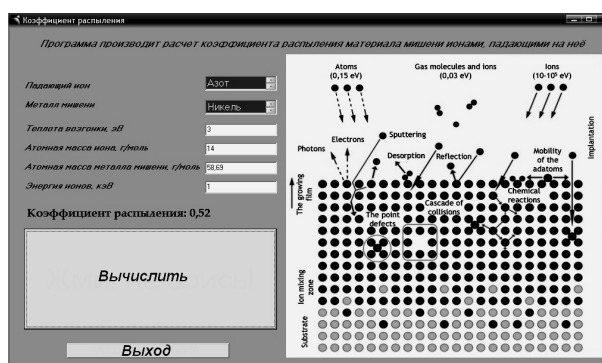 Коэффициент распыления
Программа производит расчет коэффициента распыления материала мишени ионами, падающими на неё
Падающий ион
Азот
Металл мишени
Никель
Теплота возгонки, эВ
3
Атомная масса иона, г/моль
14
Атомная масса металла мишени, г/моль
58,69
Энергия ионов, кэВ
1
Коэффициент распыления: 0,52
Вычислить
Выход
Atoms
(0,15 eV)
Gas molecules and ions
(0,03 eV)
Ions
(10-10⁵ eV)
Photons
Electrons
Sputtering
Desorption
Reflection
Mobility
of the
adatoms
Implantation
Chemical
reactions
The growing
film
The point
defects
Cascade of
collisions
Ion mixing
zone
Substrate